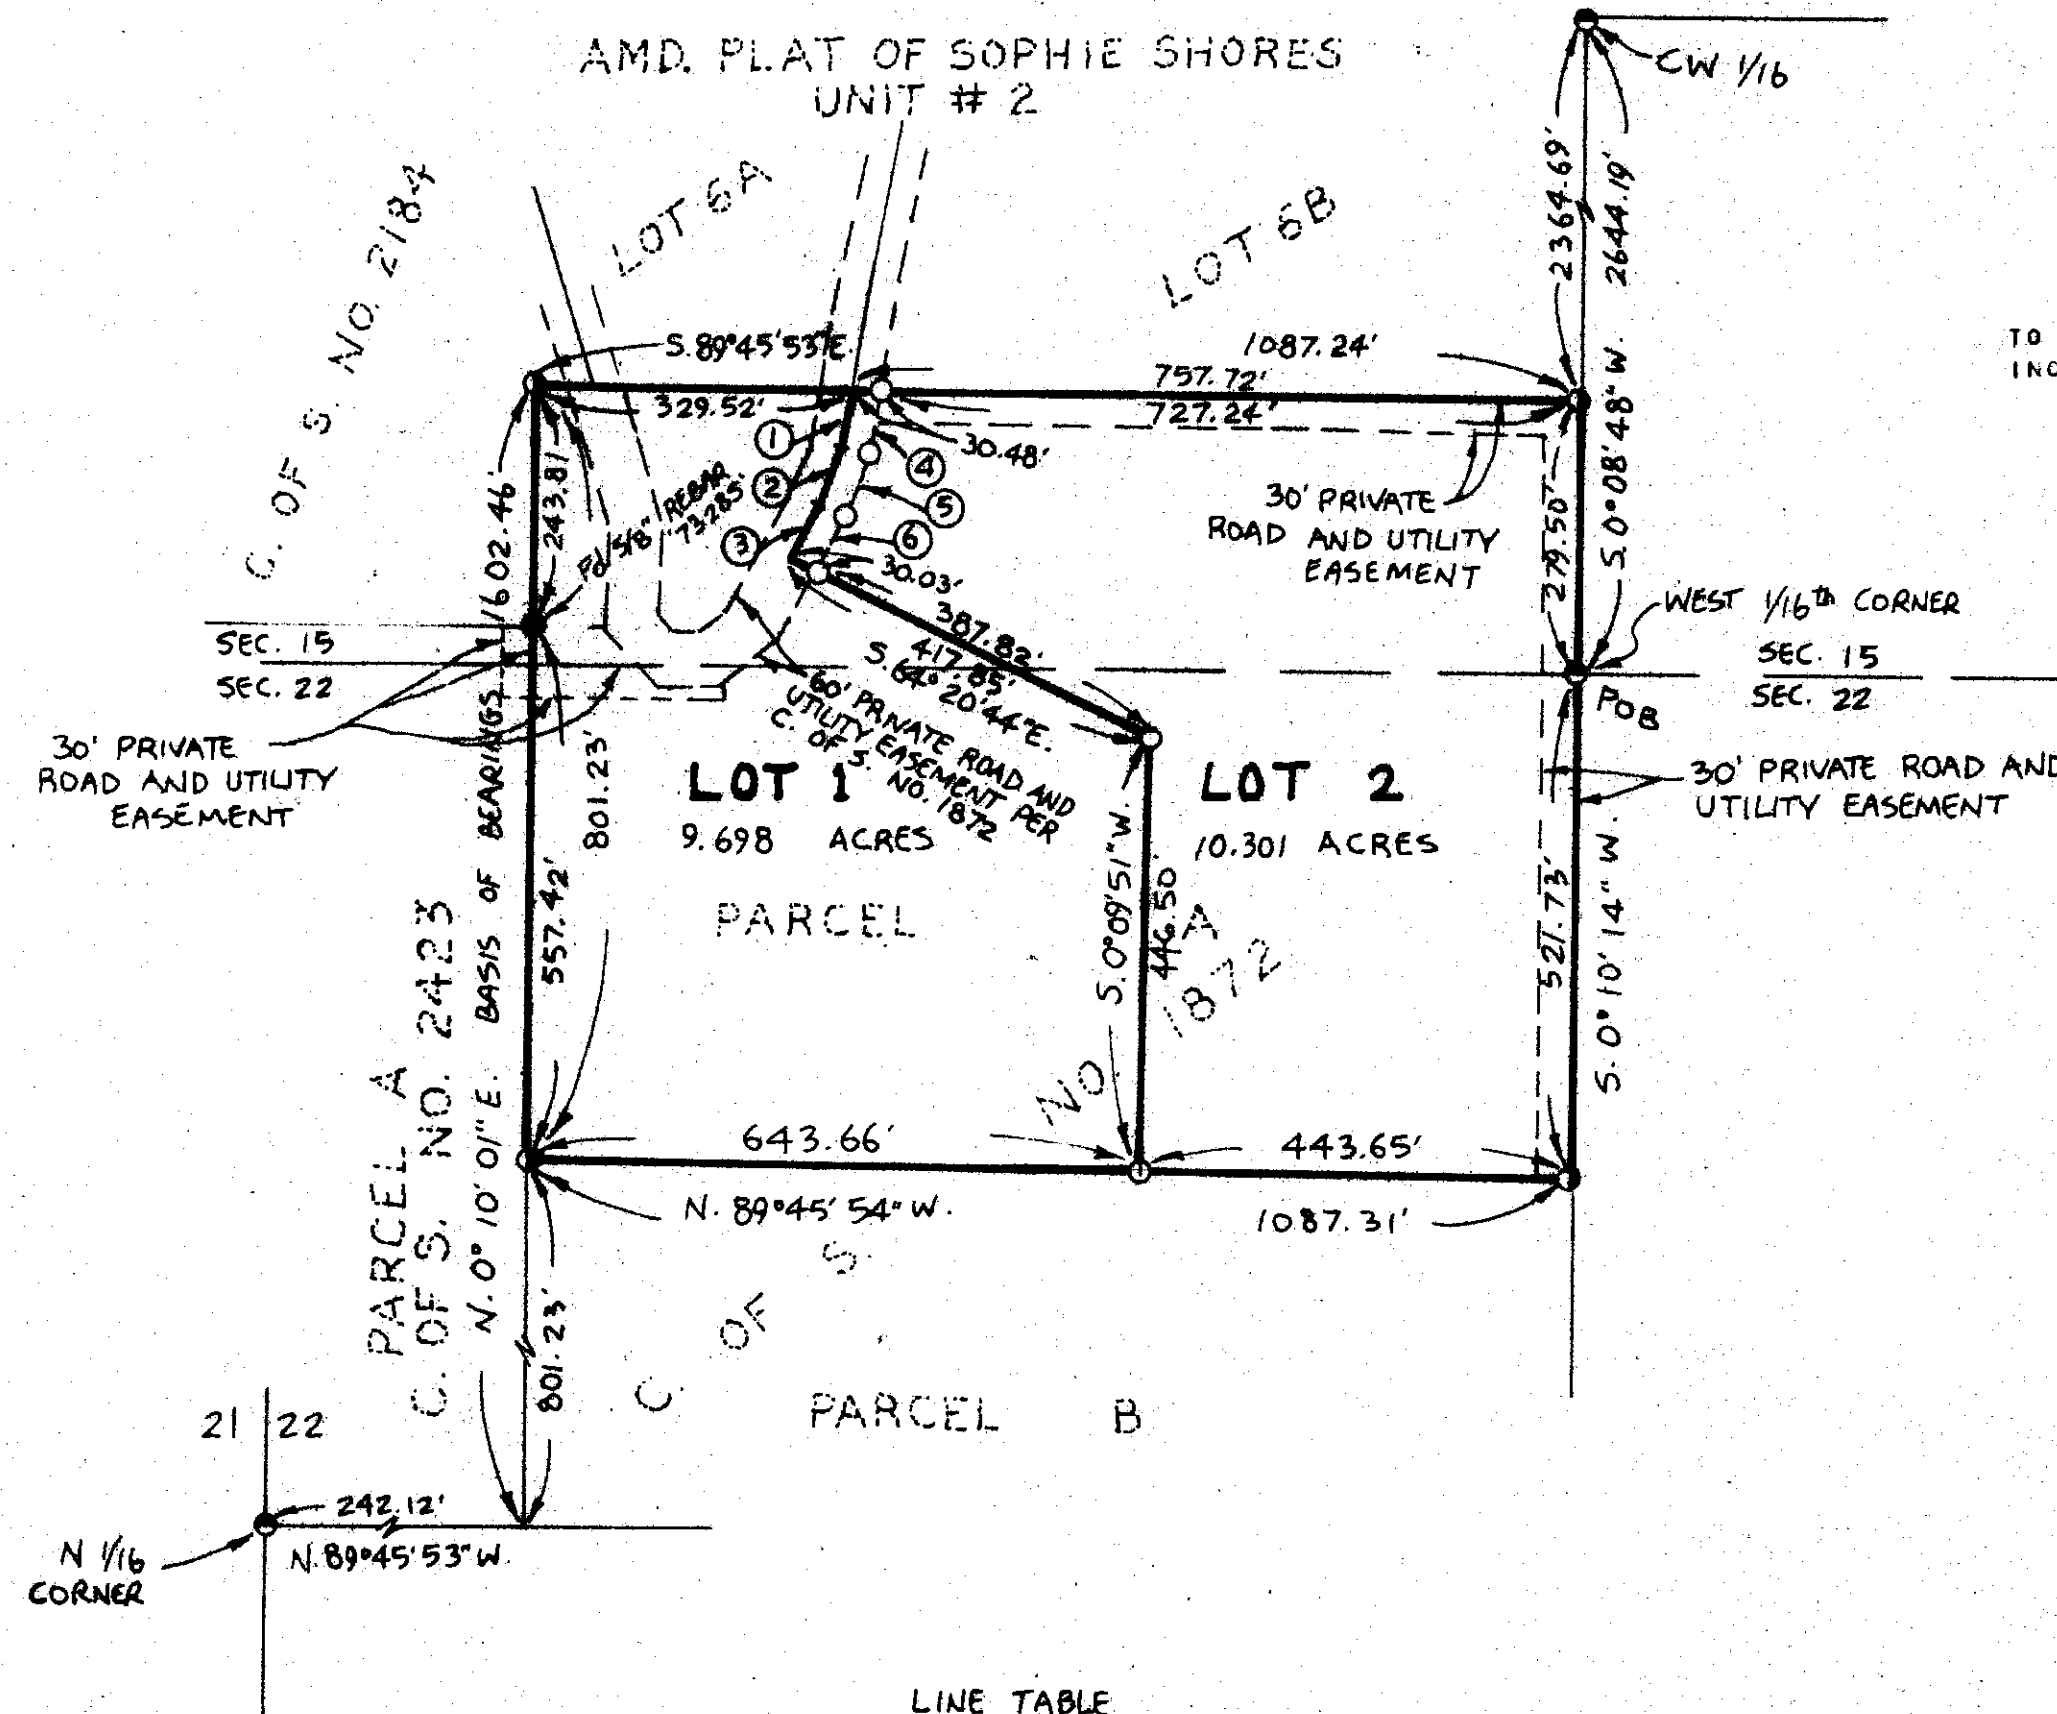 AMD. PLAT OF SOPHIE SHORES
UNIT # 2
CW 1/16
C. OF S. NO. 2184
LOT 6A
LOT 6B
2364.69'
2644.19'
TO
INC
S. 89°45'53"E.
1087.24'
757.72'
329.52'
727.24'
30.48'
1
2
3
4
5
6
1602.46'
243.81'
Fd 5/8" REBAR
7328S
30.03'
387.82'
417.85'
S. 64° 20'44"E.
30' PRIVATE
ROAD AND UTILITY
EASEMENT
279.50'
S. 0°08'48" W.
WEST 1/16th CORNER
SEC. 15
SEC. 22
SEC. 15
SEC. 22
POB
60' PRIVATE ROAD AND
UTILITY EASEMENT PER
C. OF S. NO. 1872
30' PRIVATE
ROAD AND UTILITY
EASEMENT
30' PRIVATE ROAD AND
UTILITY EASEMENT
801.23'
LOT 1
9.698 ACRES
LOT 2
10.301 ACRES
557.42'
BASIS OF BEARINGS
N. 0° 10' 01" E.
PARCEL A
C. OF S. NO. 2423
PARCEL A
S. 0°09'51" W.
446.50'
521.73'
S. 0° 10' 14" W.
C. OF S. NO. 1872
643.66'
443.65'
N. 89°45' 54" W.
1087.31'
801.23'
PARCEL B
21 22
242.12'
N. 89°45'53" W.
N 1/16
CORNER
LINE TABLE